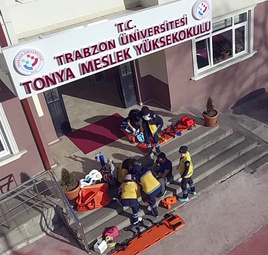 T.C.
TRABZON ÜNİVERSİTESİ
TONYA MESLEK YÜKSEKOKULU